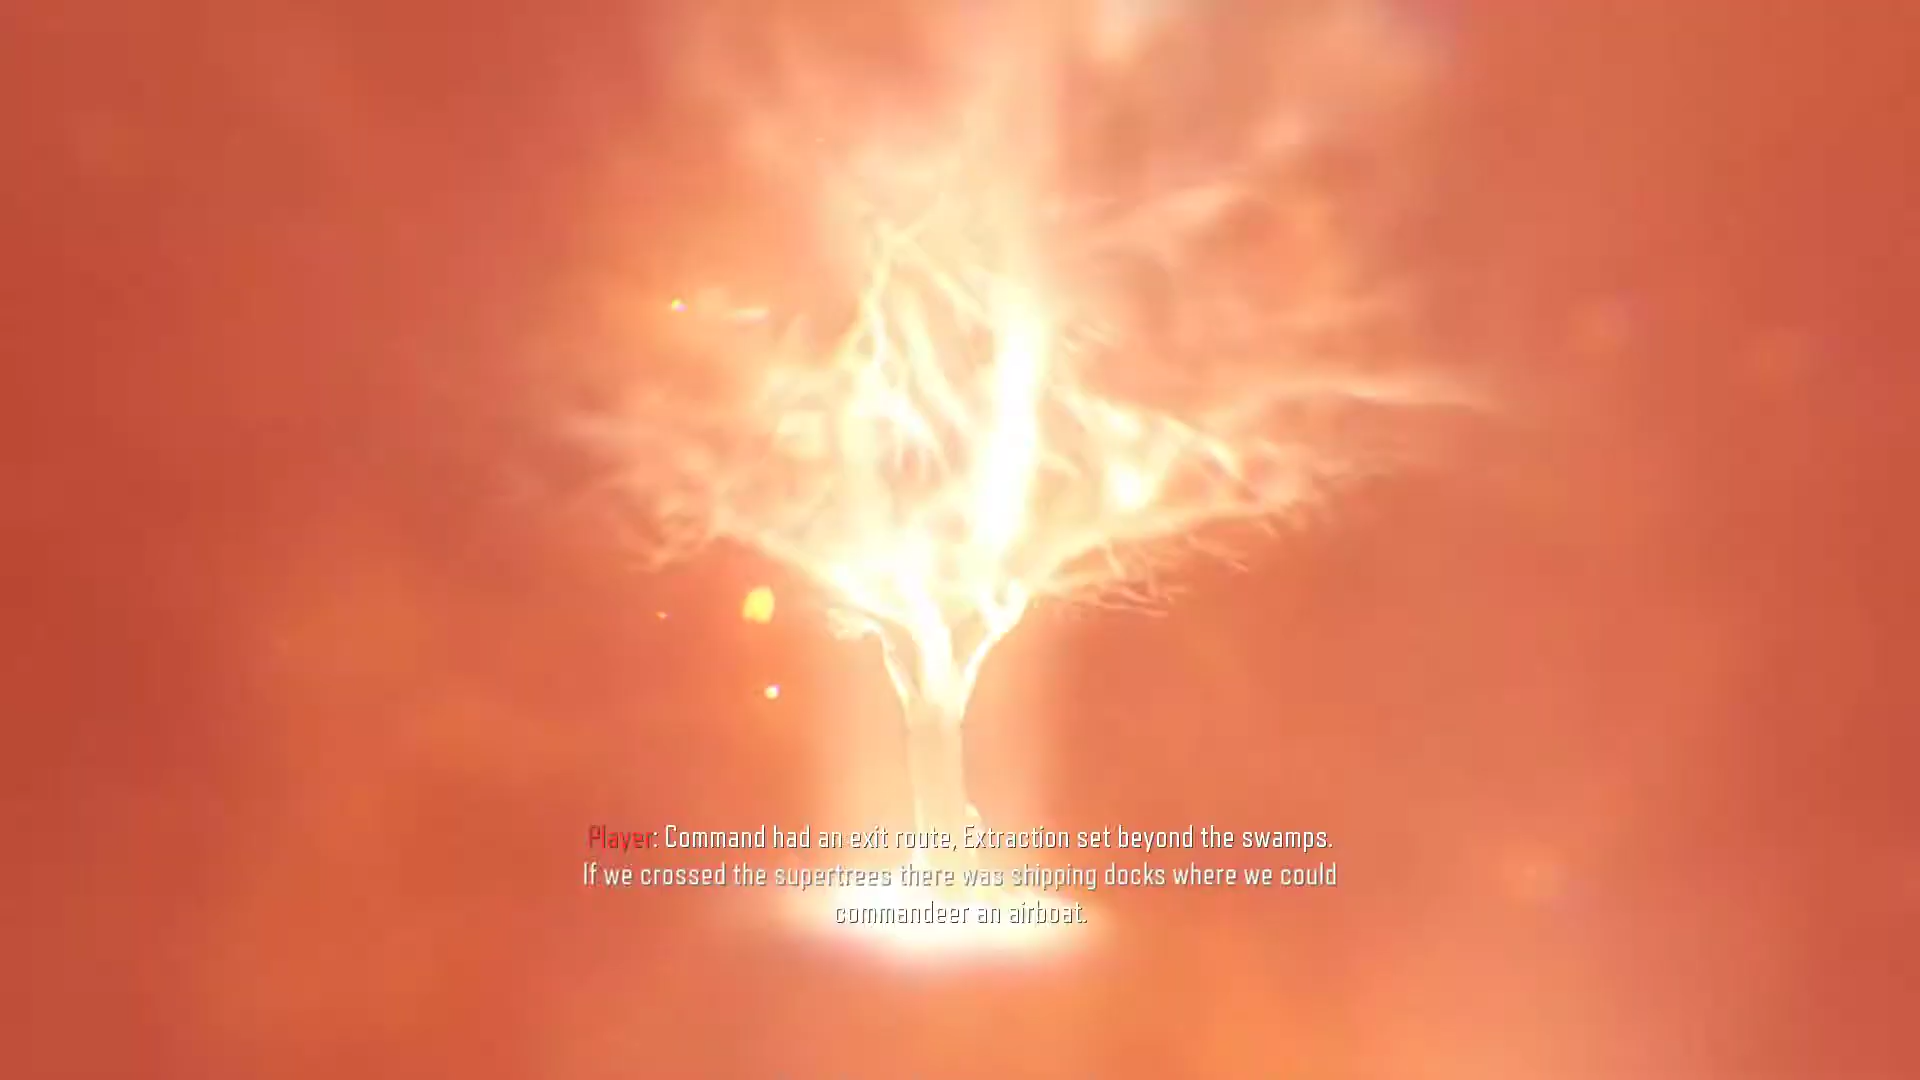 Player: Command had an exit route, Extraction set beyond the swamps.
If we crossed the supertrees there was shipping docks where we could
commandeer an airboat.